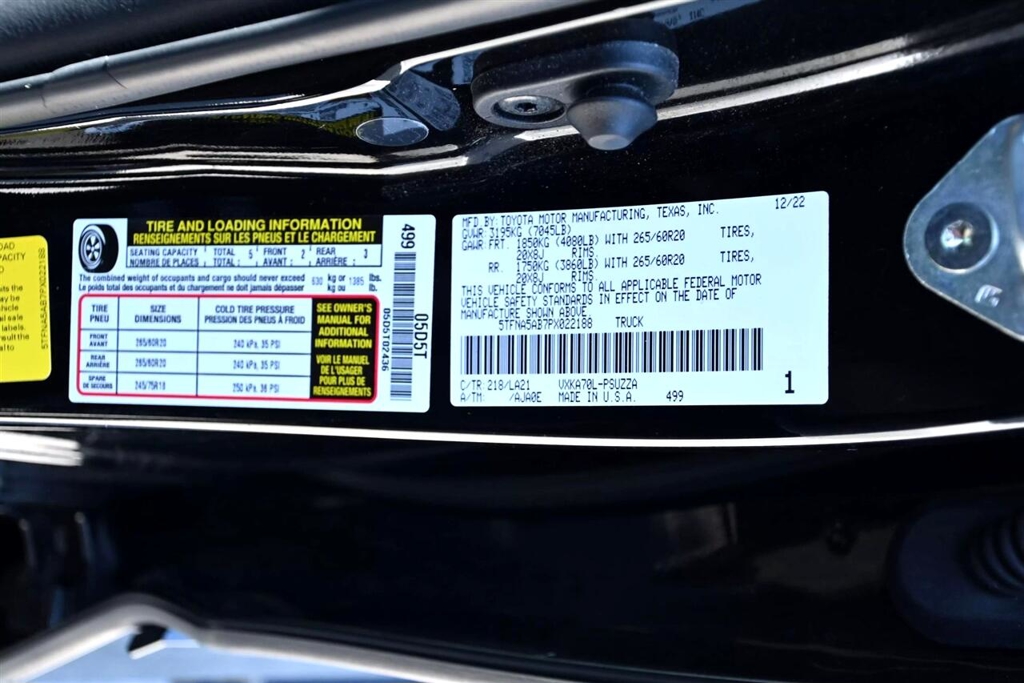 LOAD
CAPACITY
5TFNA5AB7PX022188
TIRE AND LOADING INFORMATION
RENSEIGNEMENTS SUR LES PNEUS ET LE CHARGEMENT
SEATING CAPACITY TOTAL 5 FRONT 2 REAR 3
NOMBRE DE PLACES TOTAL: AVANT: ARRIÈRE:
The combined weight of occupants and cargo should never exceed 630 kg or 1385 lbs.
Le poids total des occupants et du chargement ne doit jamais dépasser kg ou lb.
TIRE SIZE COLD TIRE PRESSURE
PNEU DIMENSIONS PRESSION DES PNEUS À FROID
FRONT AVANT 265/60R20 240 kPa, 35 PSI
REAR ARRIÈRE 265/60R20 240 kPa, 35 PSI
SPARE DE SECOURS 245/75R18 250 kPa, 36 PSI
SEE OWNER'S
MANUAL FOR
ADDITIONAL
INFORMATION
VOIR LE MANUEL
DE L'USAGER
POUR PLUS DE
RENSEIGNEMENTS
499
05D5T02436
05D5T
MFD BY: TOYOTA MOTOR MANUFACTURING, TEXAS, INC. 12/22
GVWR 3195KG (7045LB)
GAWR FRT. 1850KG (4080LB) WITH 265/60R20 TIRES,
20X8J RIMS,
RR. 1750KG (3860LB) WITH 265/60R20 TIRES,
20X8J RIMS,
THIS VEHICLE CONFORMS TO ALL APPLICABLE FEDERAL MOTOR
VEHICLE SAFETY STANDARDS IN EFFECT ON THE DATE OF
MANUFACTURE SHOWN ABOVE.
5TFNA5AB7PX022188 TRUCK
C/TR: 218/LA21 VXKA70L-PSUZZA
A/TM: /AJA0E MADE IN U.S.A. 499
1